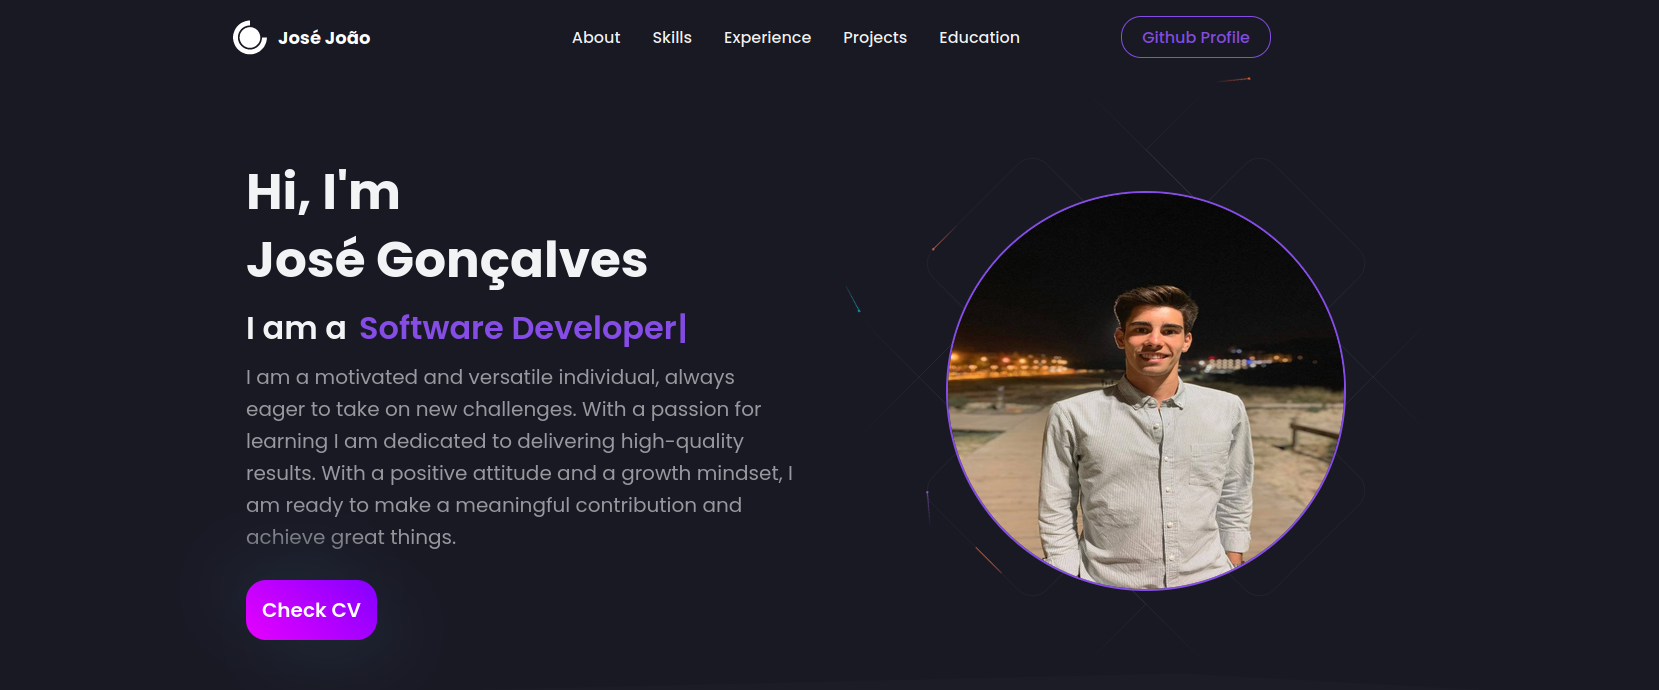 José João
About
Skills
Experience
Projects
Education
Github Profile
Hi, I'm
José Gonçalves
I am a Software Developer|
I am a motivated and versatile individual, always
eager to take on new challenges. With a passion for
learning I am dedicated to delivering high-quality
results. With a positive attitude and a growth mindset, I
am ready to make a meaningful contribution and
achieve great things.
Check CV